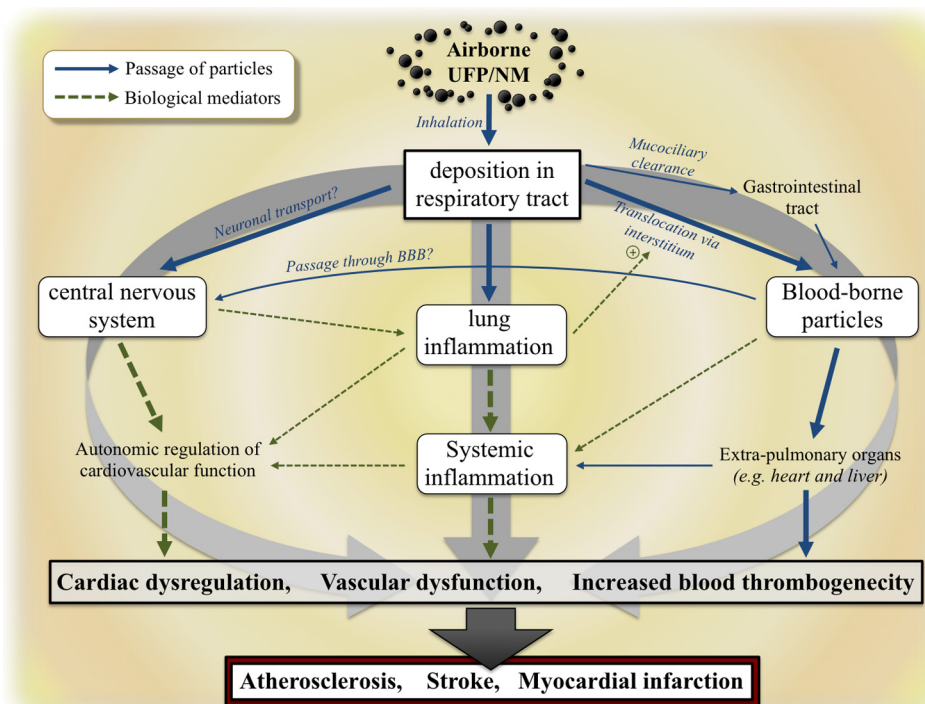 Airborne
UFP/NM
Passage of particles
Biological mediators
Inhalation
Mucociliary
clearance
deposition in
respiratory tract
Gastrointestinal
tract
Neuronal transport?
Translocation via
interstitium
+
Passage through BBB?
central nervous
system
lung
inflammation
Blood-borne
particles
Autonomic regulation of
cardiovascular function
Systemic
inflammation
Extra-pulmonary organs
(e.g. heart and liver)
Cardiac dysregulation, Vascular dysfunction, Increased blood thrombogenecity
Atherosclerosis, Stroke, Myocardial infarction